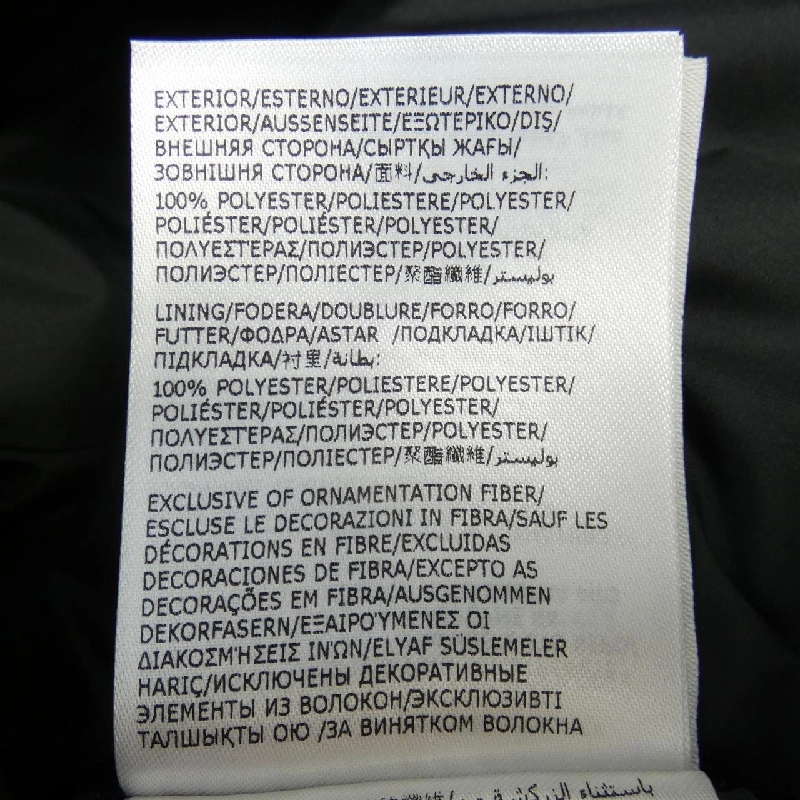 EXTERIOR/ESTERNO/EXTERIEUR/EXTERNO/
EXTERIOR/AUSSENSEITE/ΕΞΩΤΕΡΙΚΟ/DIŞ/
ВНЕШНЯЯ СТОРОНА/СЫРТҚЫ ЖАҒЫ/
ЗОВНІШНЯ СТОРОНА/面料/الجزء الخارجي:
100% POLYESTER/POLIESTERE/POLYESTER/
POLIÉSTER/POLIÉSTER/POLYESTER/
ΠΟΛΥΕΣΤΕΡΑΣ/ПОЛИЭСТЕР/POLYESTER/
ПОЛИЭСТЕР/ПОЛІЕСТЕР/聚酯纖維/بوليستر
LINING/FODERA/DOUBLURE/FORRO/FORRO/
FUTTER/ΦΟΔΡΑ/ASTAR /ПОДКЛАДКА/ІШТІК/
ПІДКЛАДКА/衬里/بطانة:
100% POLYESTER/POLIESTERE/POLYESTER/
POLIÉSTER/POLIÉSTER/POLYESTER/
ΠΟΛΥΕΣΤΕΡΑΣ/ПОЛИЭСТЕР/POLYESTER/
ПОЛИЭСТЕР/ПОЛІЕСТЕР/聚酯纖維/بوليستر
EXCLUSIVE OF ORNAMENTATION FIBER/
ESCLUSE LE DECORAZIONI IN FIBRA/SAUF LES
DÉCORATIONS EN FIBRE/EXCLUIDAS
DECORACIONES DE FIBRA/EXCEPTO AS
DECORAÇÕES EM FIBRA/AUSGENOMMEN
DEKORFASERN/ΕΞΑΙΡΟΎΜΕΝΕΣ ΟΙ
ΔΙΑΚΟΣΜΉΣΕΙΣ ΙΝΏΝ/ELYAF SÜSLEMELER
HARIÇ/ИСКЛЮЧЕНЫ ДЕКОРАТИВНЫЕ
ЭЛЕМЕНТЫ ИЗ ВОЛОКОН/ЭКСКЛЮЗИВТІ
ТАЛШЫҚТЫ ОЮ /ЗА ВИНЯТКОМ ВОЛОКНА
باستثناء الزركشة